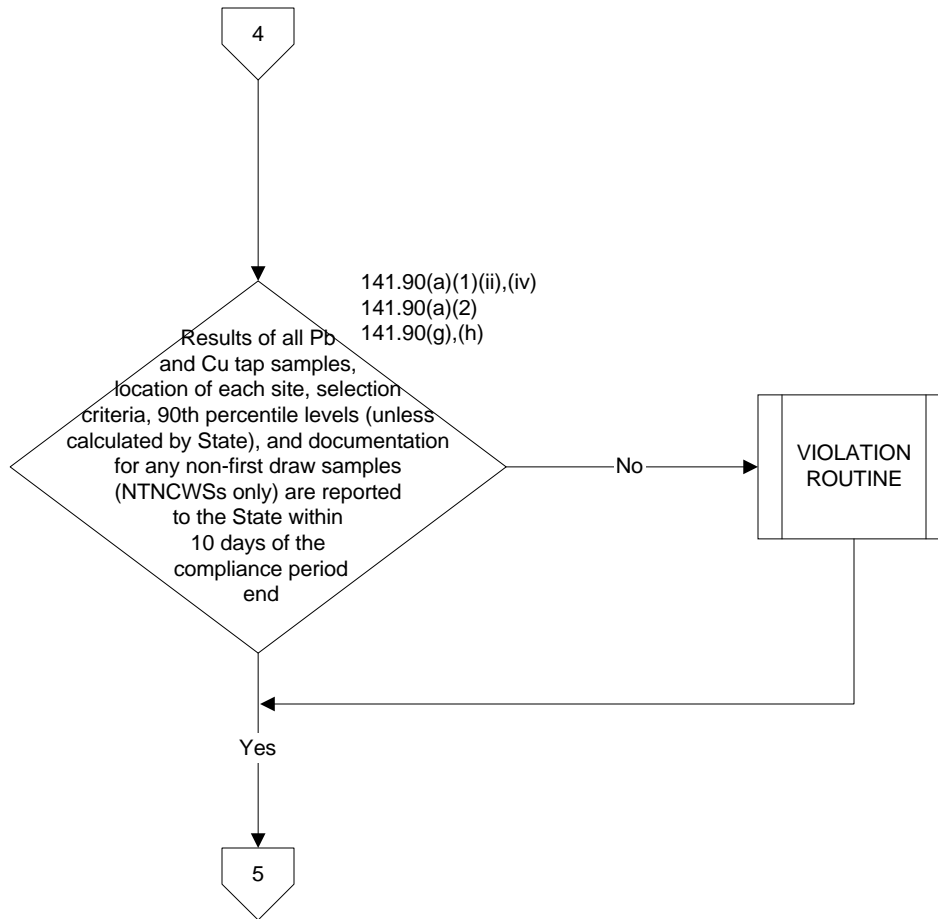 4
141.90(a)(1)(ii),(iv)
141.90(a)(2)
141.90(g),(h)
Results of all Pb
and Cu tap samples,
location of each site, selection
criteria, 90th percentile levels (unless
calculated by State), and documentation
for any non-first draw samples
(NTNCWSs only) are reported
to the State within
10 days of the
compliance period
end
No
VIOLATION
ROUTINE
Yes
5